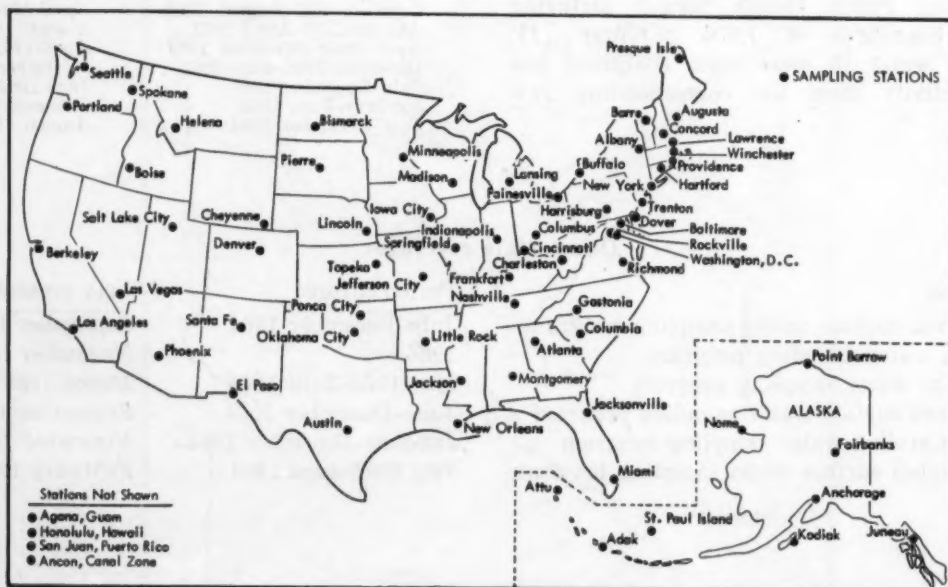 Presque Isle
SAMPLING STATIONS
Seattle
Spokane
Portland
Helena
Bismarck
Minneapolis
Barre
Augusta
Concord
Lawrence
Albany
Winchester
Boise
Pierre
Madison
Lansing
Buffalo
Providence
Painesville
New York
Hartford
Salt Lake City
Cheyenne
Lincoln
Iowa City
Harrisburg
Trenton
Dover
Indianapolis
Columbus
Baltimore
Berkeley
Denver
Springfield
Cincinnati
Rockville
Charleston
Washington, D.C.
Topeka
Richmond
Jefferson City
Frankfort
Las Vegas
Nashville
Ponca City
Gastonia
Los Angeles
Santa Fe
Oklahoma City
Little Rock
Columbia
Phoenix
Atlanta
Point Barrow
El Paso
Jackson
Montgomery
Jacksonville
ALASKA
Nome
Austin
New Orleans
Fairbanks
Miami
Attu
Anchorage
Stations Not Shown
Agana, Guam
Honolulu, Hawaii
San Juan, Puerto Rico
Ancon, Canal Zone
St. Paul Island
Adak
Kodiak
Juneau